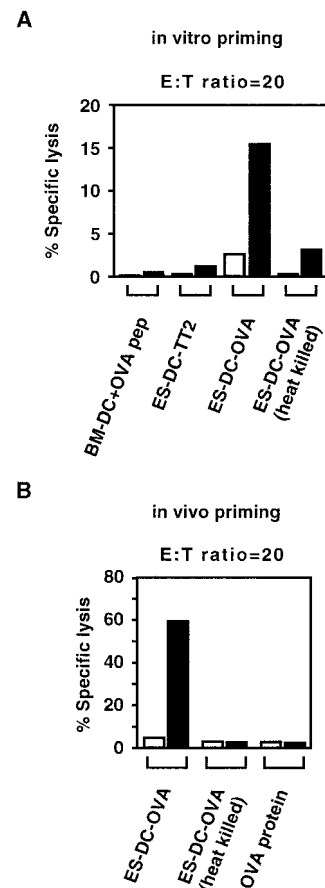 A
in vitro priming
E:T ratio=20
% Specific lysis
20
15
10
5
0
BM-DC+OVA pep
ES-DC-TT2
ES-DC-OVA
ES-DC-OVA
(heat killed)
B
in vivo priming
E:T ratio=20
% Specific lysis
80
60
40
20
0
ES-DC-OVA
ES-DC-OVA
(heat killed)
OVA protein